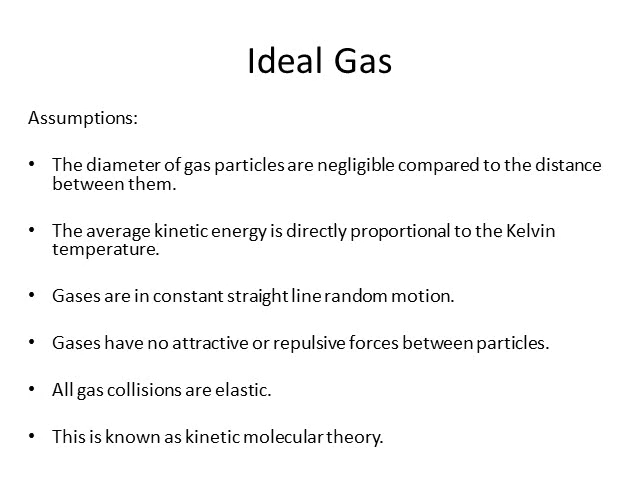 Ideal Gas
Assumptions:
• The diameter of gas particles are negligible compared to the distance
between them.
• The average kinetic energy is directly proportional to the Kelvin
temperature.
• Gases are in constant straight line random motion.
• Gases have no attractive or repulsive forces between particles.
• All gas collisions are elastic.
• This is known as kinetic molecular theory.